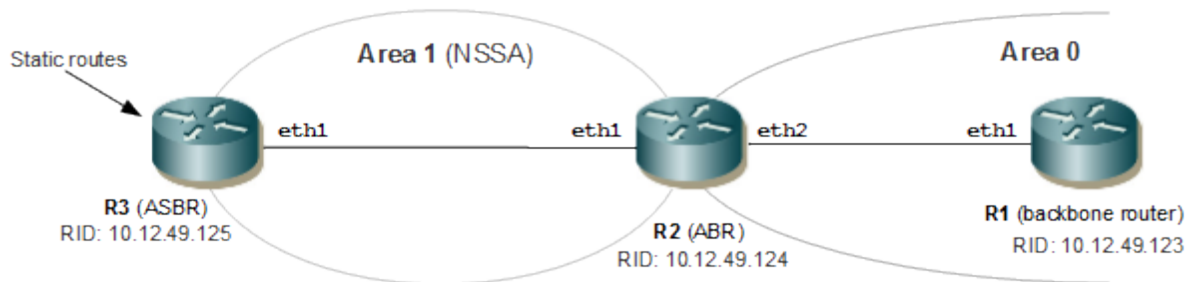 Static routes
Area 1 (NSSA)
Area 0
eth1
eth1
eth2
eth1
R3 (ASBR)
RID: 10.12.49.125
R2 (ABR)
RID: 10.12.49.124
R1 (backbone router)
RID: 10.12.49.123